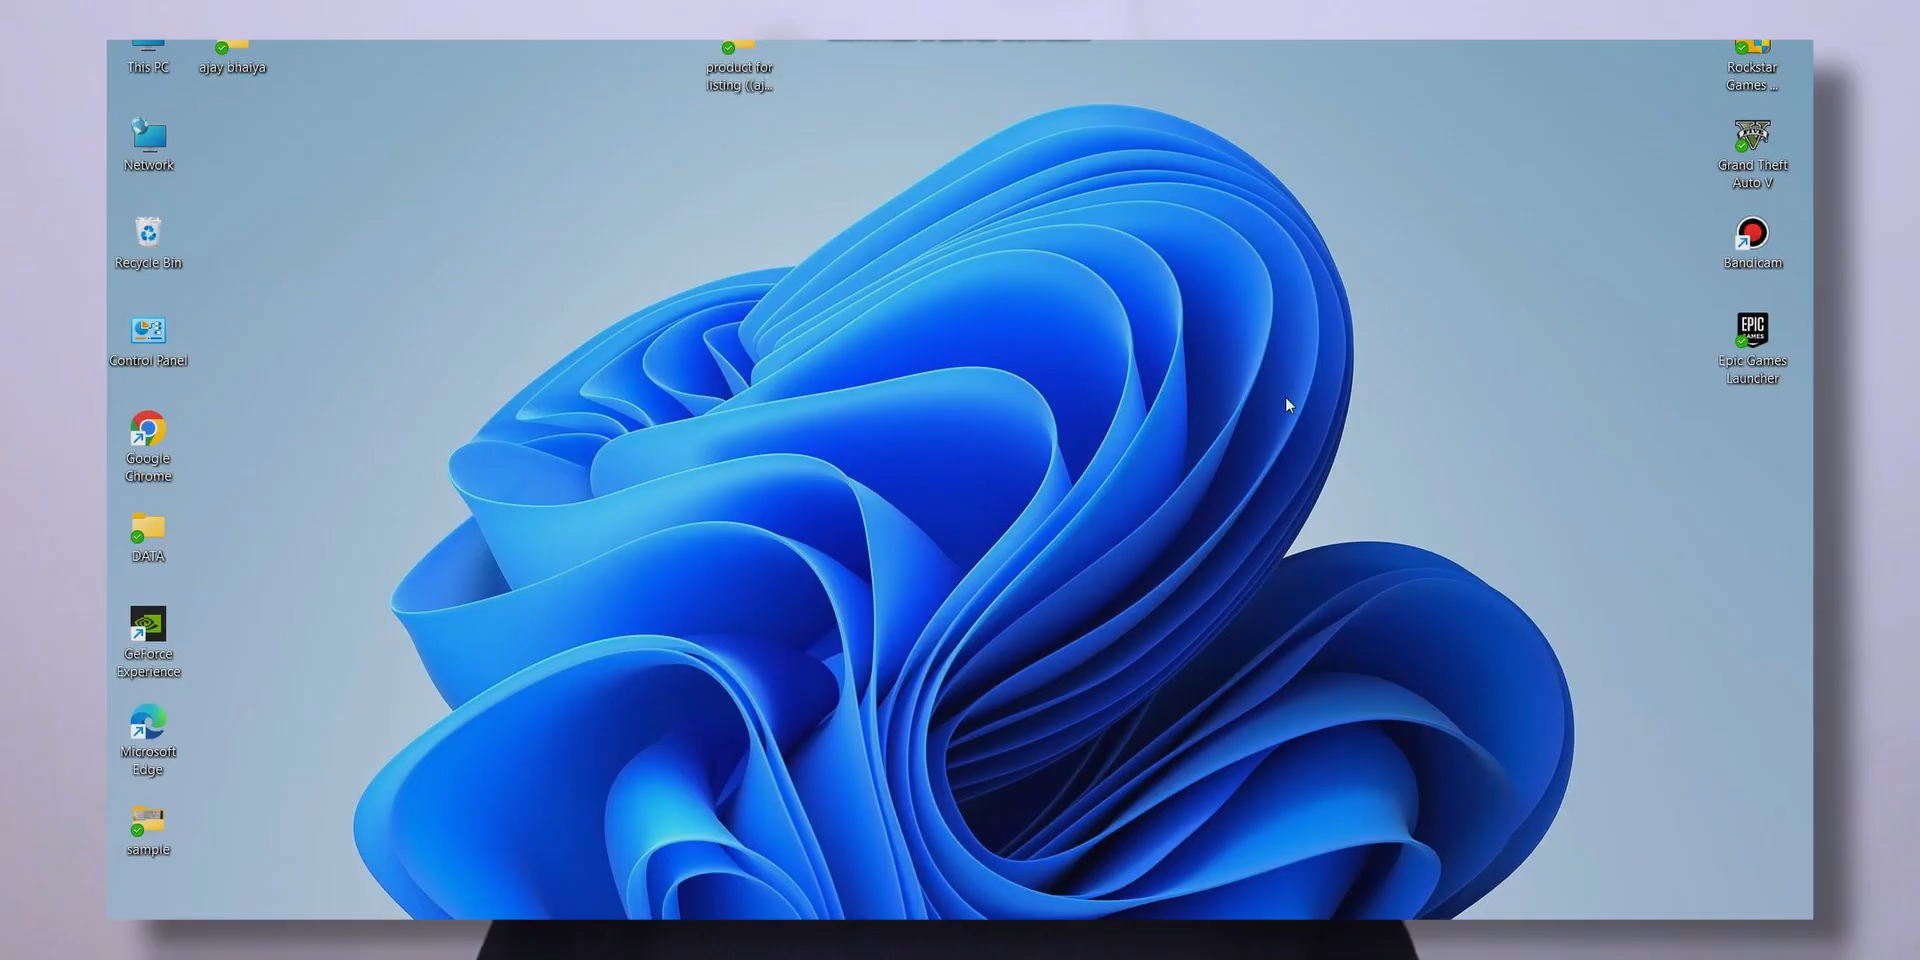 This PC
ajay bhaiya
product for
listing ((aj...
Rockstar
Games ...
Network
Grand Theft
Auto V
Recycle Bin
Bandicam
Control Panel
EPIC
GAMES
Epic Games
Launcher
Google
Chrome
DATA
GeForce
Experience
Microsoft
Edge
sample